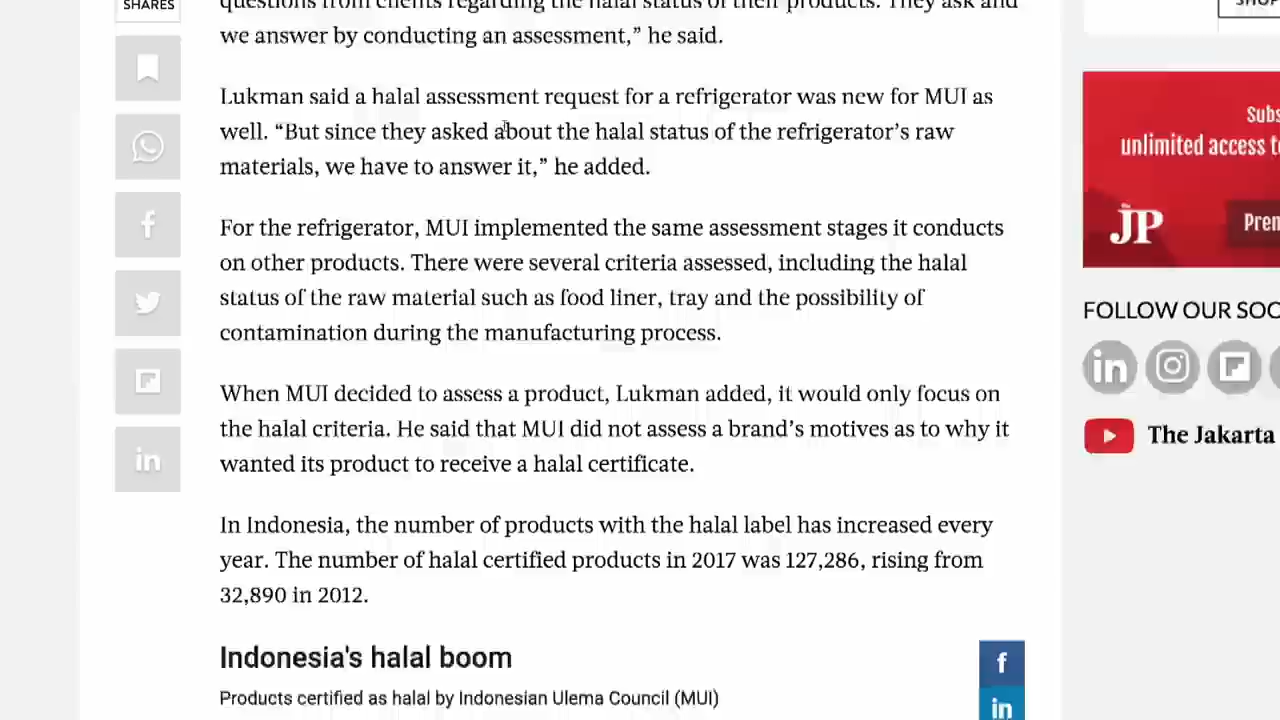 SHARES
questions from clients regarding the halal status of their products. They ask and
we answer by conducting an assessment,” he said.
Lukman said a halal assessment request for a refrigerator was new for MUI as
well. “But since they asked about the halal status of the refrigerator’s raw
materials, we have to answer it,” he added.
For the refrigerator, MUI implemented the same assessment stages it conducts
on other products. There were several criteria assessed, including the halal
status of the raw material such as food liner, tray and the possibility of
contamination during the manufacturing process.
When MUI decided to assess a product, Lukman added, it would only focus on
the halal criteria. He said that MUI did not assess a brand’s motives as to why it
wanted its product to receive a halal certificate.
In Indonesia, the number of products with the halal label has increased every
year. The number of halal certified products in 2017 was 127,286, rising from
32,890 in 2012.
Indonesia's halal boom
Products certified as halal by Indonesian Ulema Council (MUI)
SHOP
Subs
unlimited access to
The JP
Prem
FOLLOW OUR SOC
The Jakarta